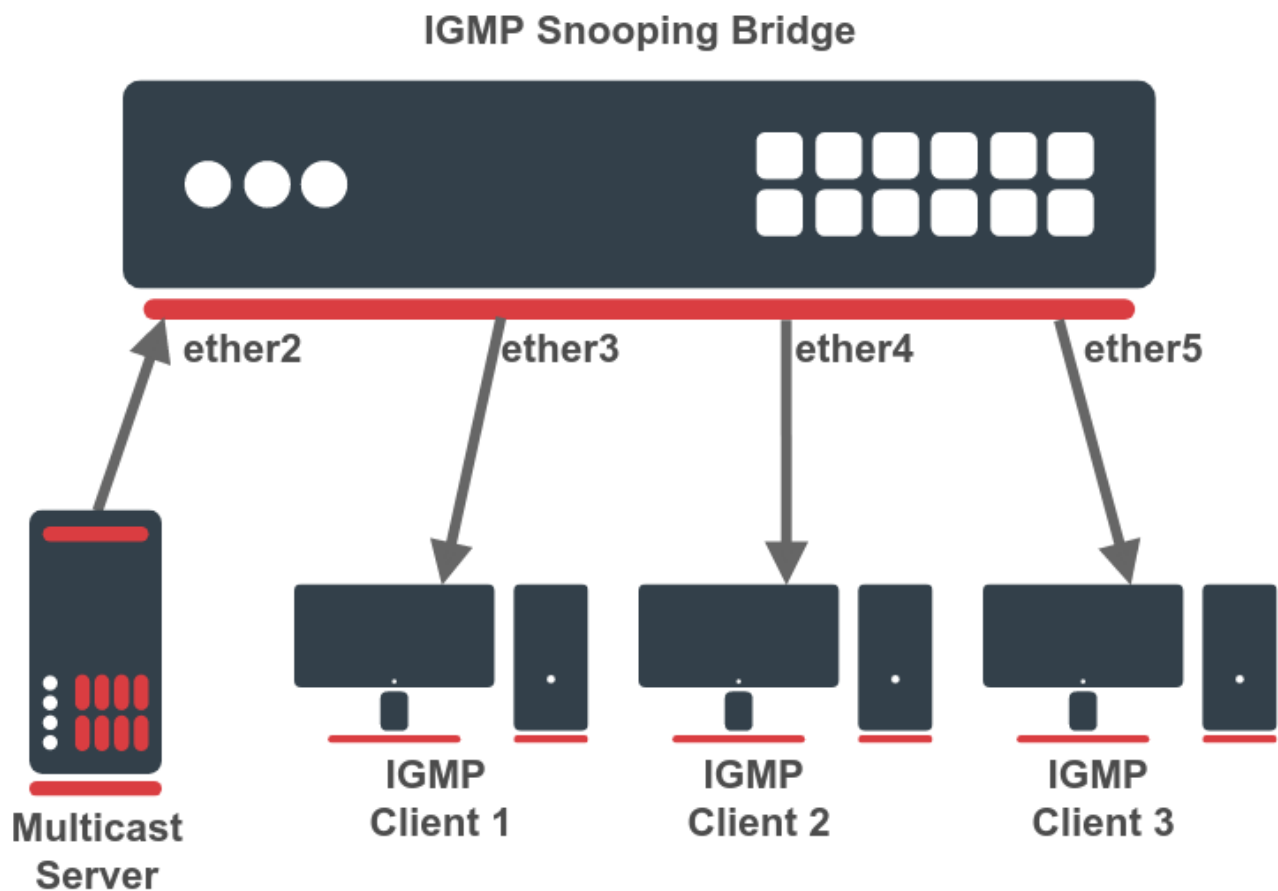 IGMP Snooping Bridge
ether2
ether3
ether4
ether5
IGMP
Client 1
IGMP
Client 2
IGMP
Client 3
Multicast
Server